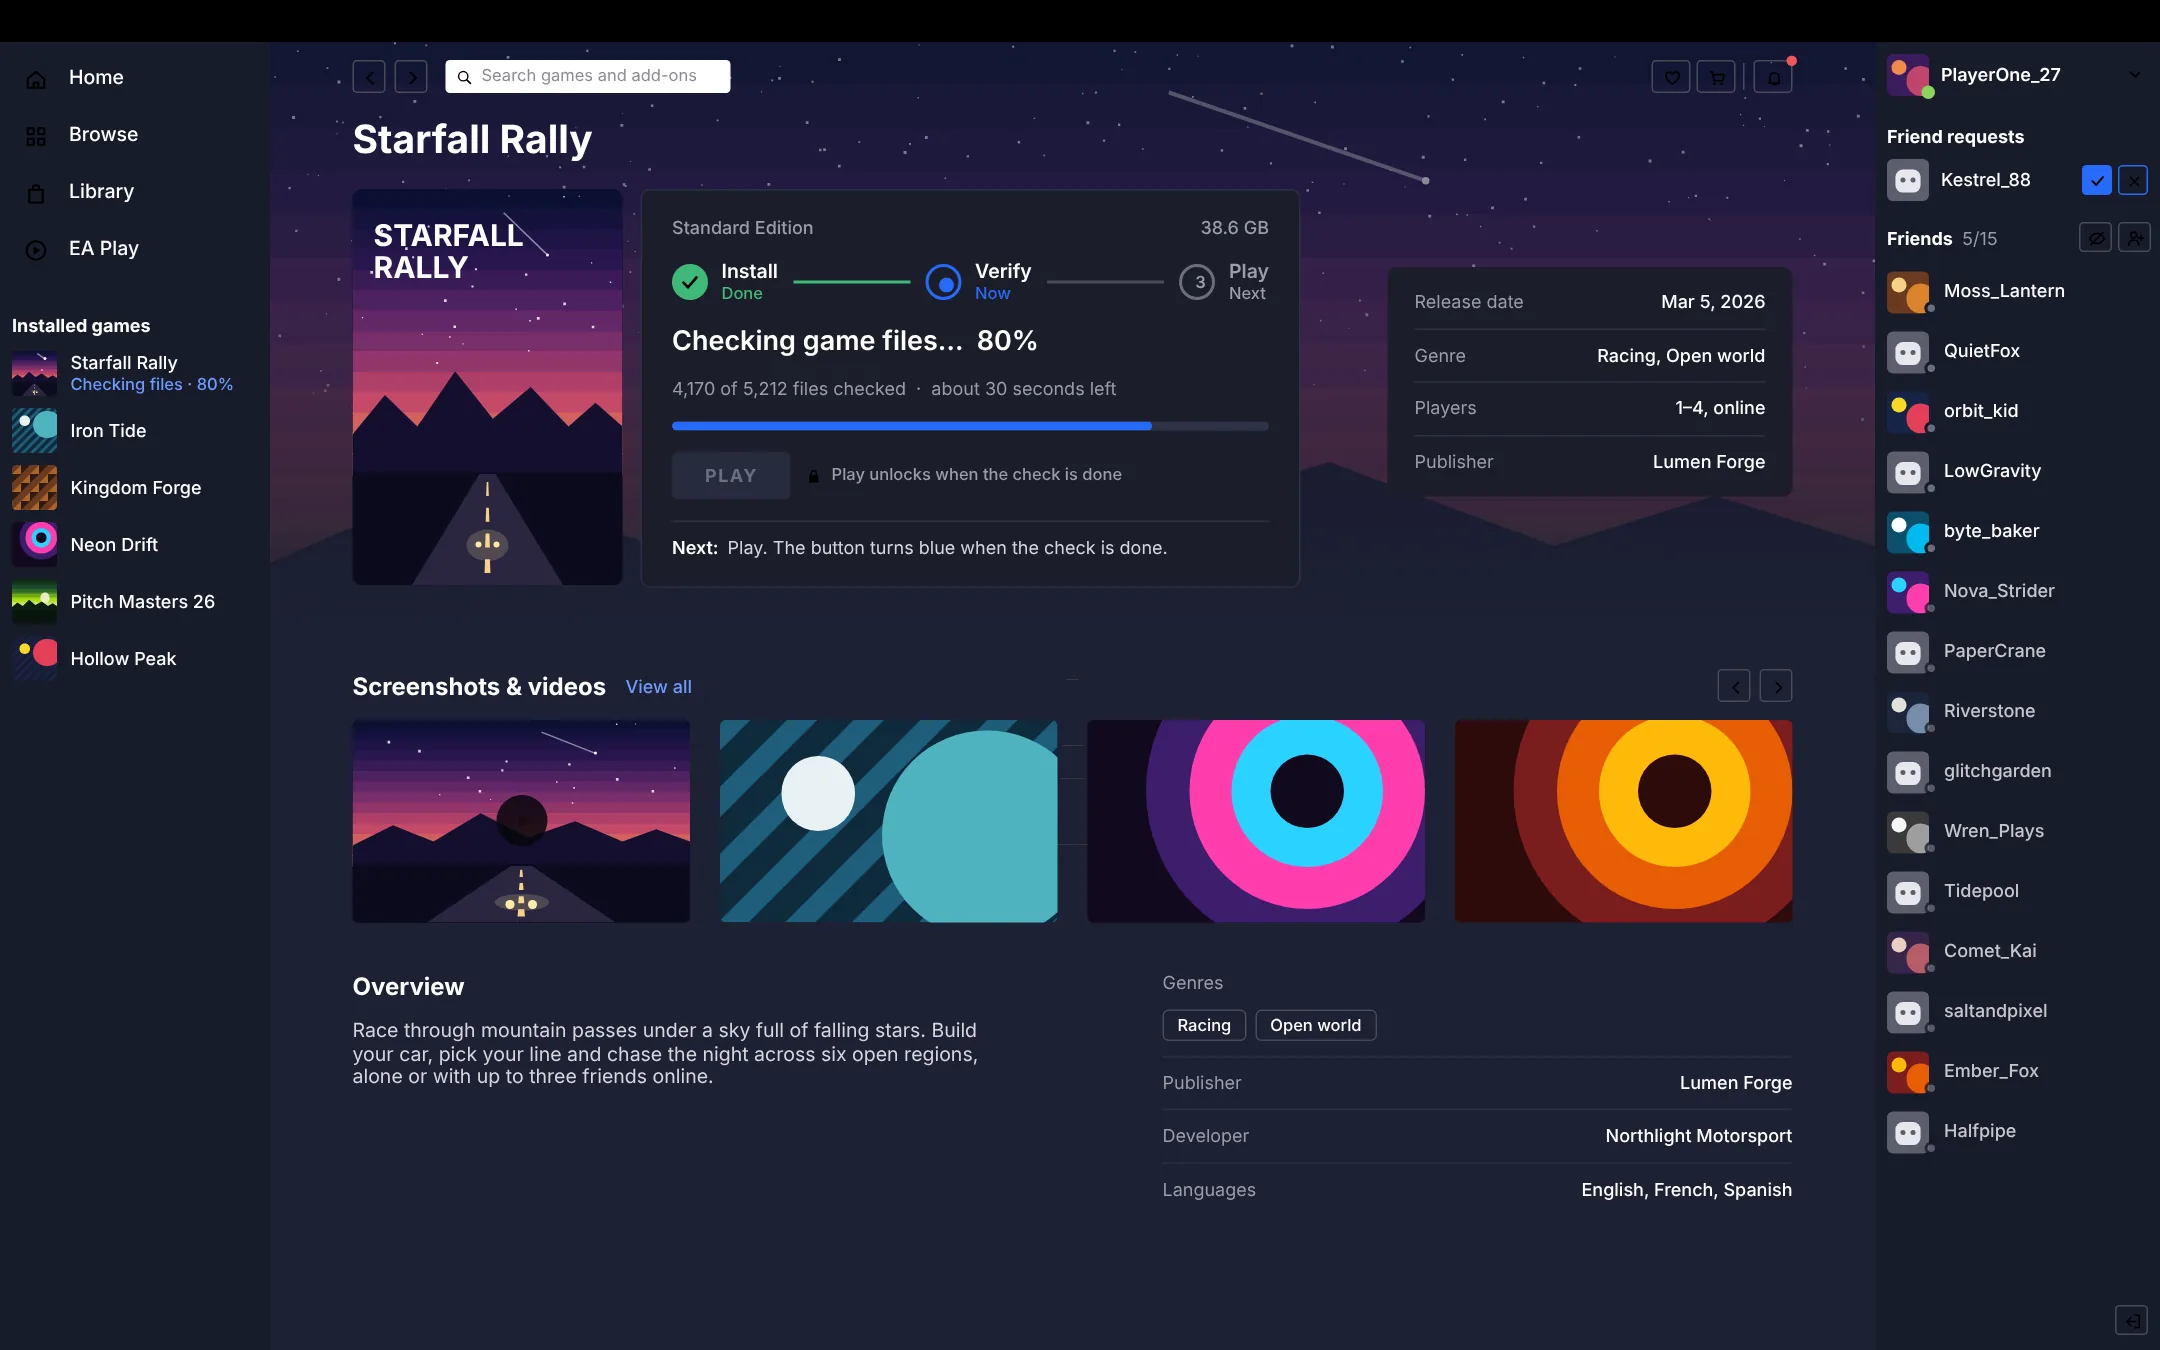 Home
Browse
Library
EA Play
Installed games
Starfall Rally
Checking files · 80%
Iron Tide
Kingdom Forge
Neon Drift
Pitch Masters 26
Hollow Peak
Search games and add-ons
Starfall Rally
STARFALL
RALLY
Standard Edition
38.6 GB
Install
Done
Verify
Now
3
Play
Next
Checking game files... 80%
4,170 of 5,212 files checked · about 30 seconds left
PLAY
Play unlocks when the check is done
Next: Play. The button turns blue when the check is done.
Release date
Mar 5, 2026
Genre
Racing, Open world
Players
1–4, online
Publisher
Lumen Forge
Screenshots & videos
View all
Overview
Race through mountain passes under a sky full of falling stars. Build
your car, pick your line and chase the night across six open regions,
alone or with up to three friends online.
Genres
Racing
Open world
Publisher
Lumen Forge
Developer
Northlight Motorsport
Languages
English, French, Spanish
PlayerOne_27
Friend requests
Kestrel_88
Friends 5/15
Moss_Lantern
QuietFox
orbit_kid
LowGravity
byte_baker
Nova_Strider
PaperCrane
Riverstone
glitchgarden
Wren_Plays
Tidepool
Comet_Kai
saltandpixel
Ember_Fox
Halfpipe